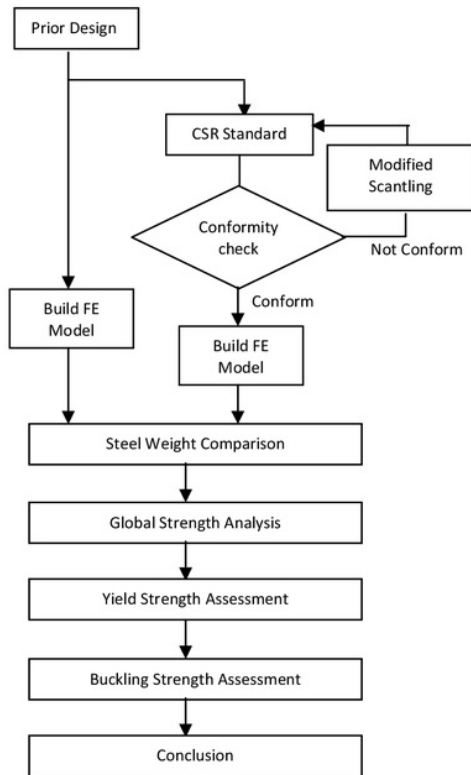 Prior Design
CSR Standard
Modified
Scantling
Conformity
check
Not Conform
Conform
Build FE
Model
Build FE
Model
Steel Weight Comparison
Global Strength Analysis
Yield Strength Assessment
Buckling Strength Assessment
Conclusion